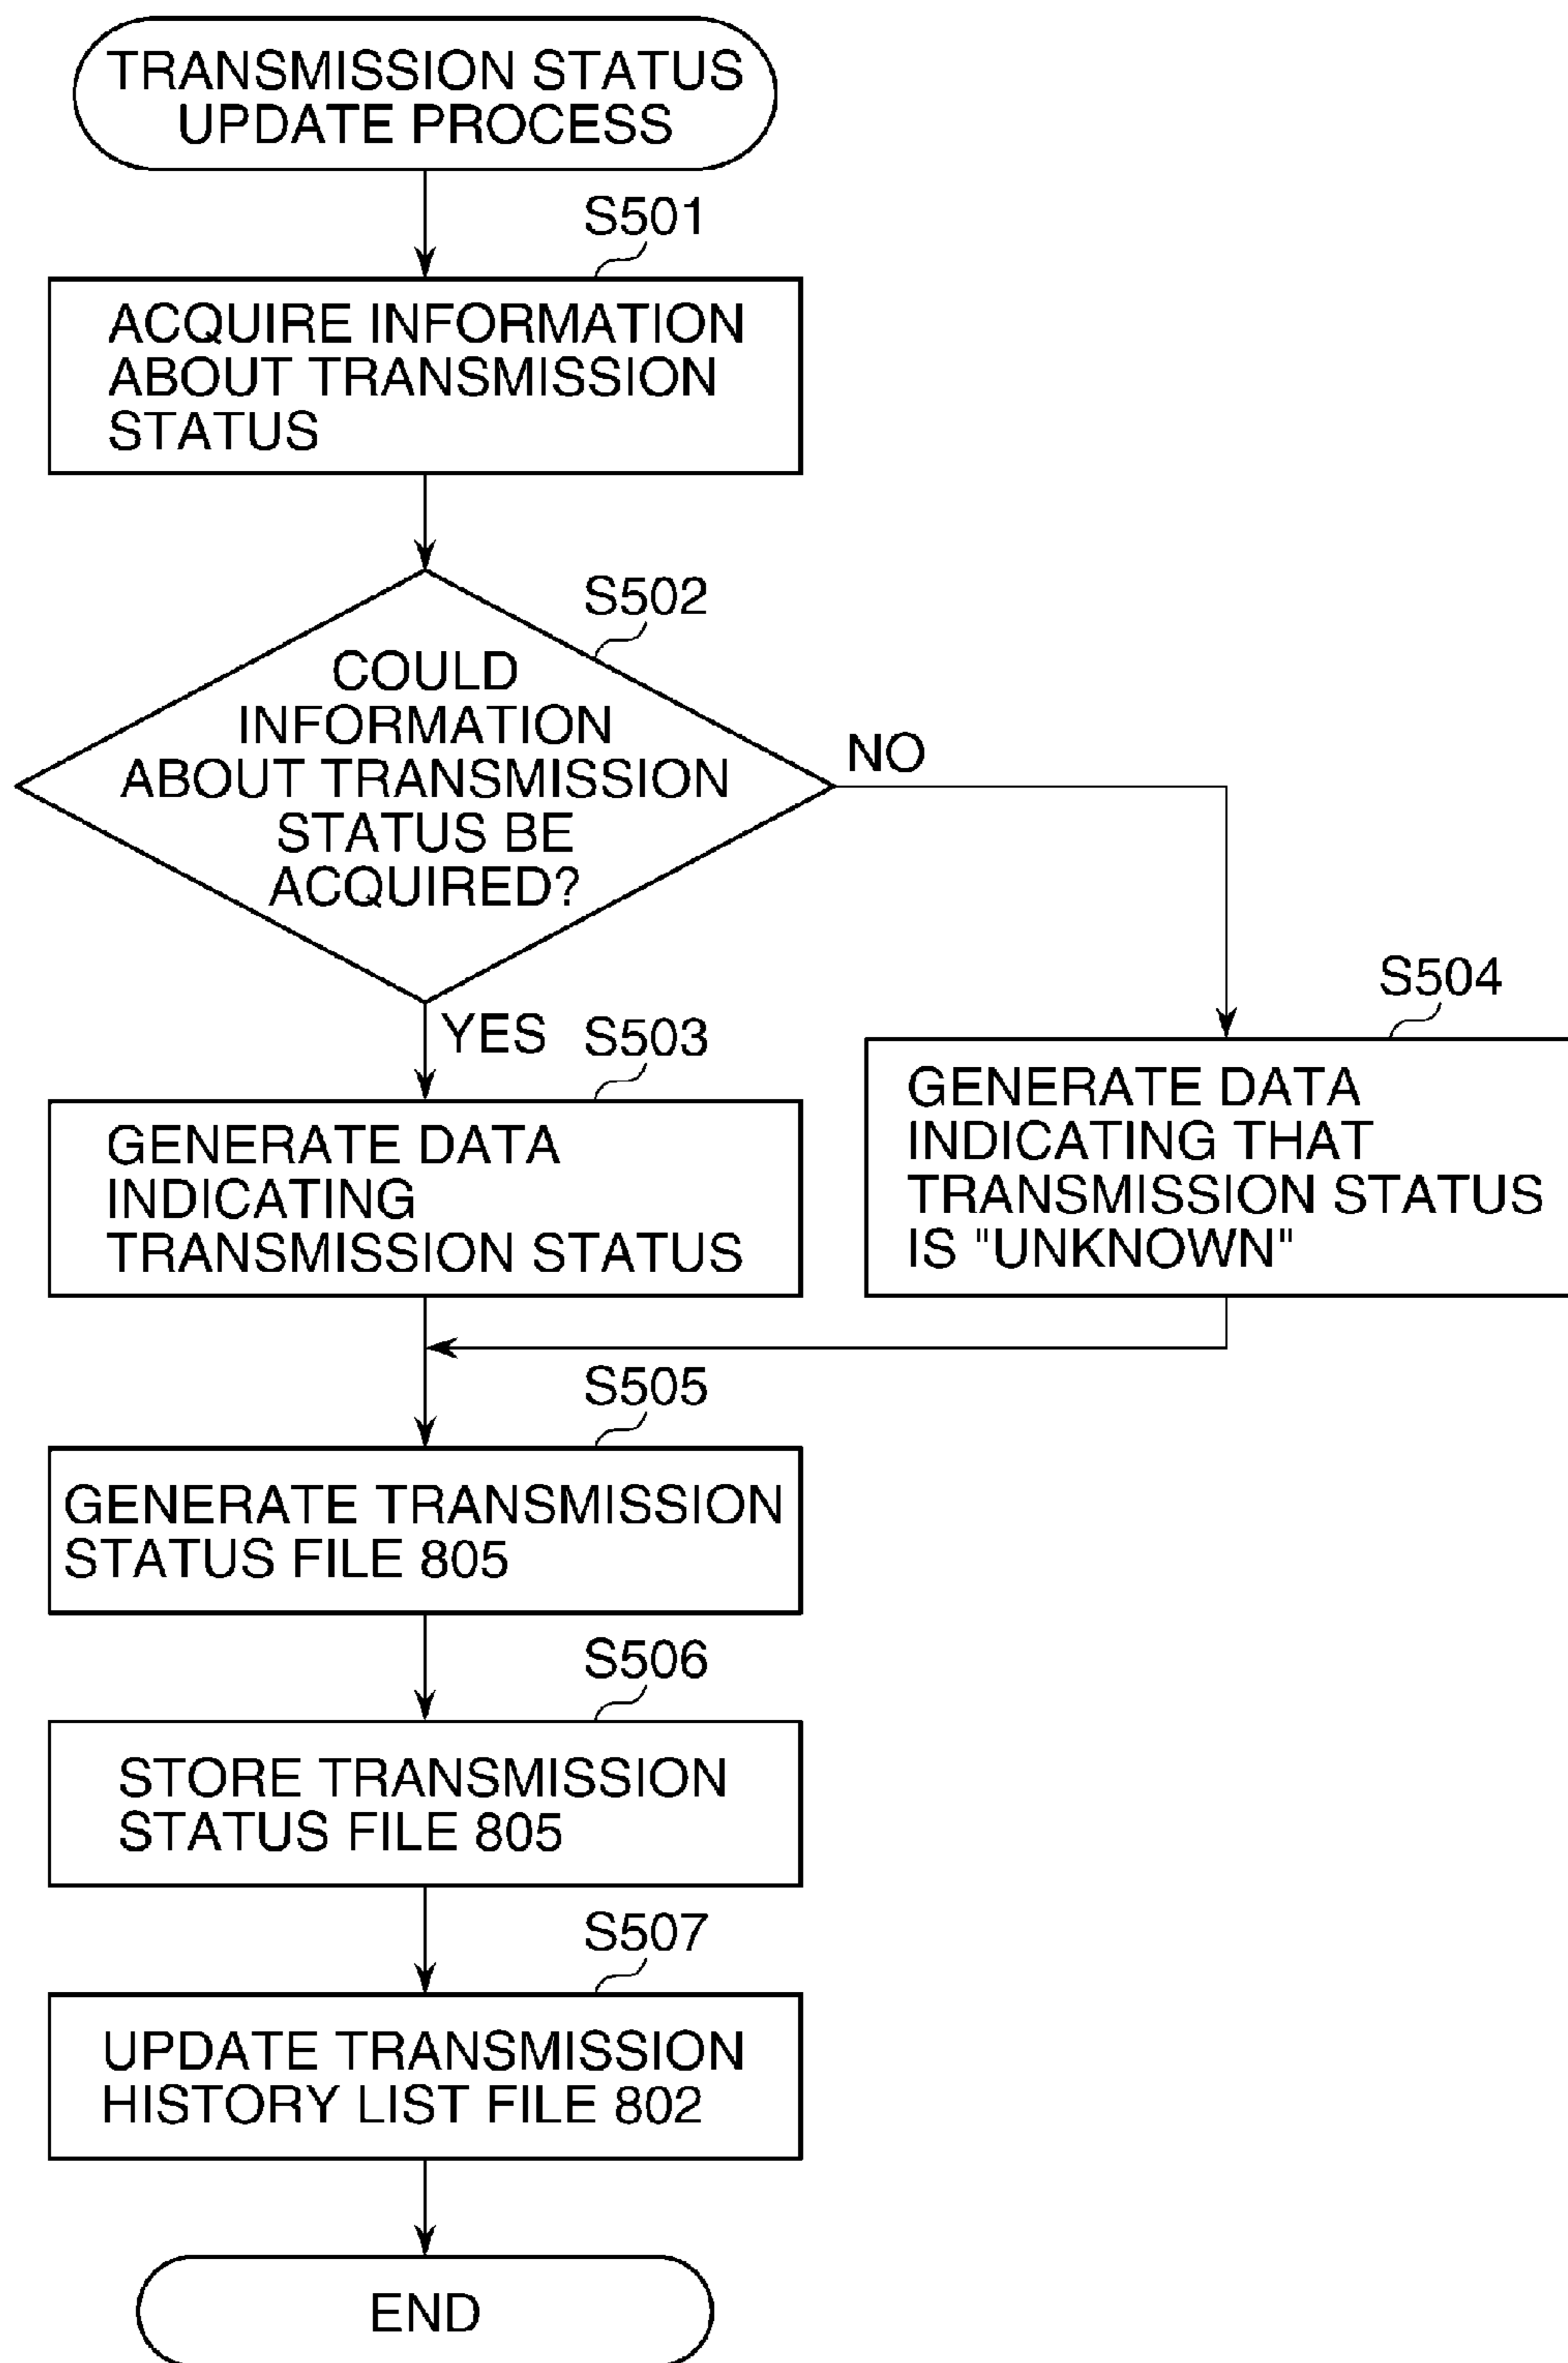 TRANSMISSION STATUS
UPDATE PROCESS
S501
ACQUIRE INFORMATION
ABOUT TRANSMISSION
STATUS
S502
COULD
INFORMATION
ABOUT TRANSMISSION
STATUS BE
ACQUIRED?
NO
YES
S503
GENERATE DATA
INDICATING
TRANSMISSION STATUS
S504
GENERATE DATA
INDICATING THAT
TRANSMISSION STATUS
IS "UNKNOWN"
S505
GENERATE TRANSMISSION
STATUS FILE 805
S506
STORE TRANSMISSION
STATUS FILE 805
S507
UPDATE TRANSMISSION
HISTORY LIST FILE 802
END